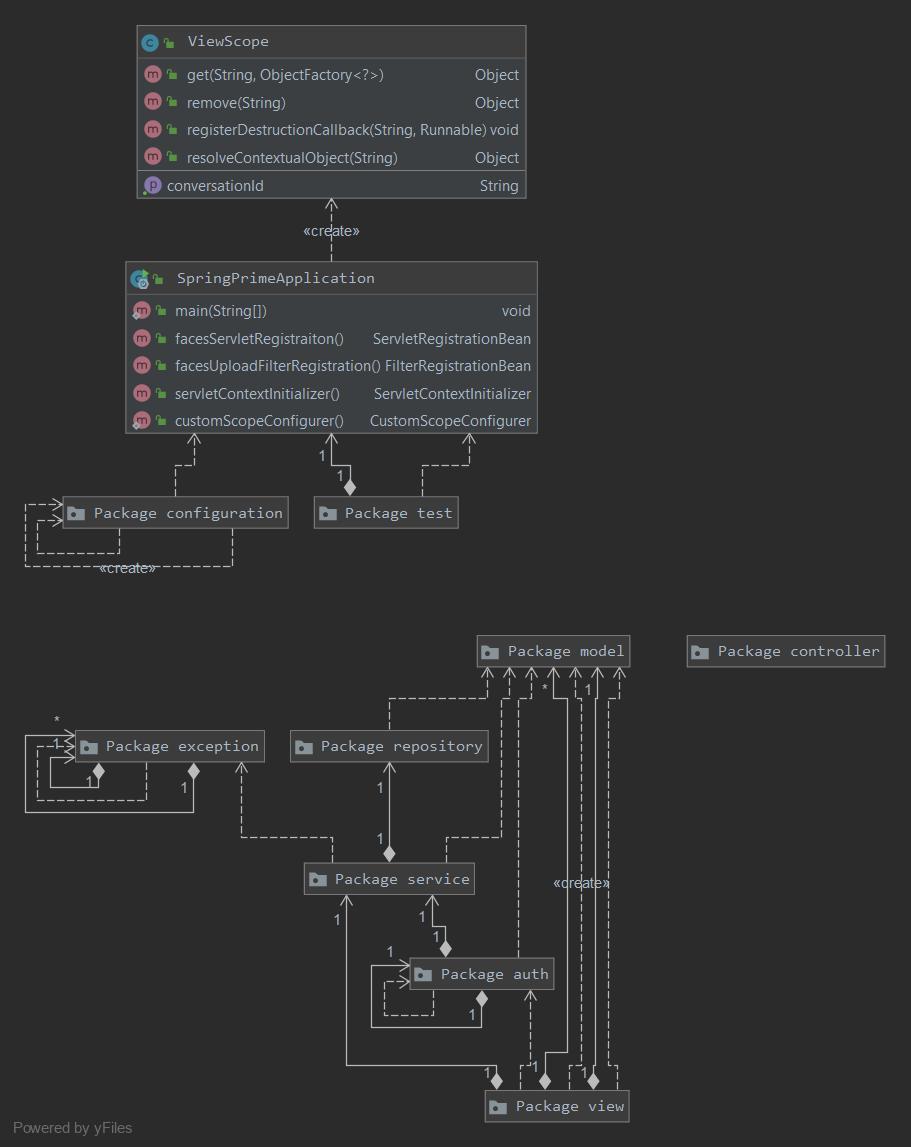 ViewScope
get(String, ObjectFactory<?>) Object
remove(String) Object
registerDestructionCallback(String, Runnable) void
resolveContextualObject(String) Object
conversationId String
«create»
SpringPrimeApplication
main(String[]) void
facesServletRegistraiton() ServletRegistrationBean
facesUploadFilterRegistration() FilterRegistrationBean
servletContextInitializer() ServletContextInitializer
customScopeConfigurer() CustomScopeConfigurer
1
1
Package configuration Package test
«create»
Package model Package controller
* 1
*
1
Package exception Package repository
1 1 1
1
Package service
«create»
1 1
1
1
Package auth
1
1 1 1
Package view
Powered by yFiles